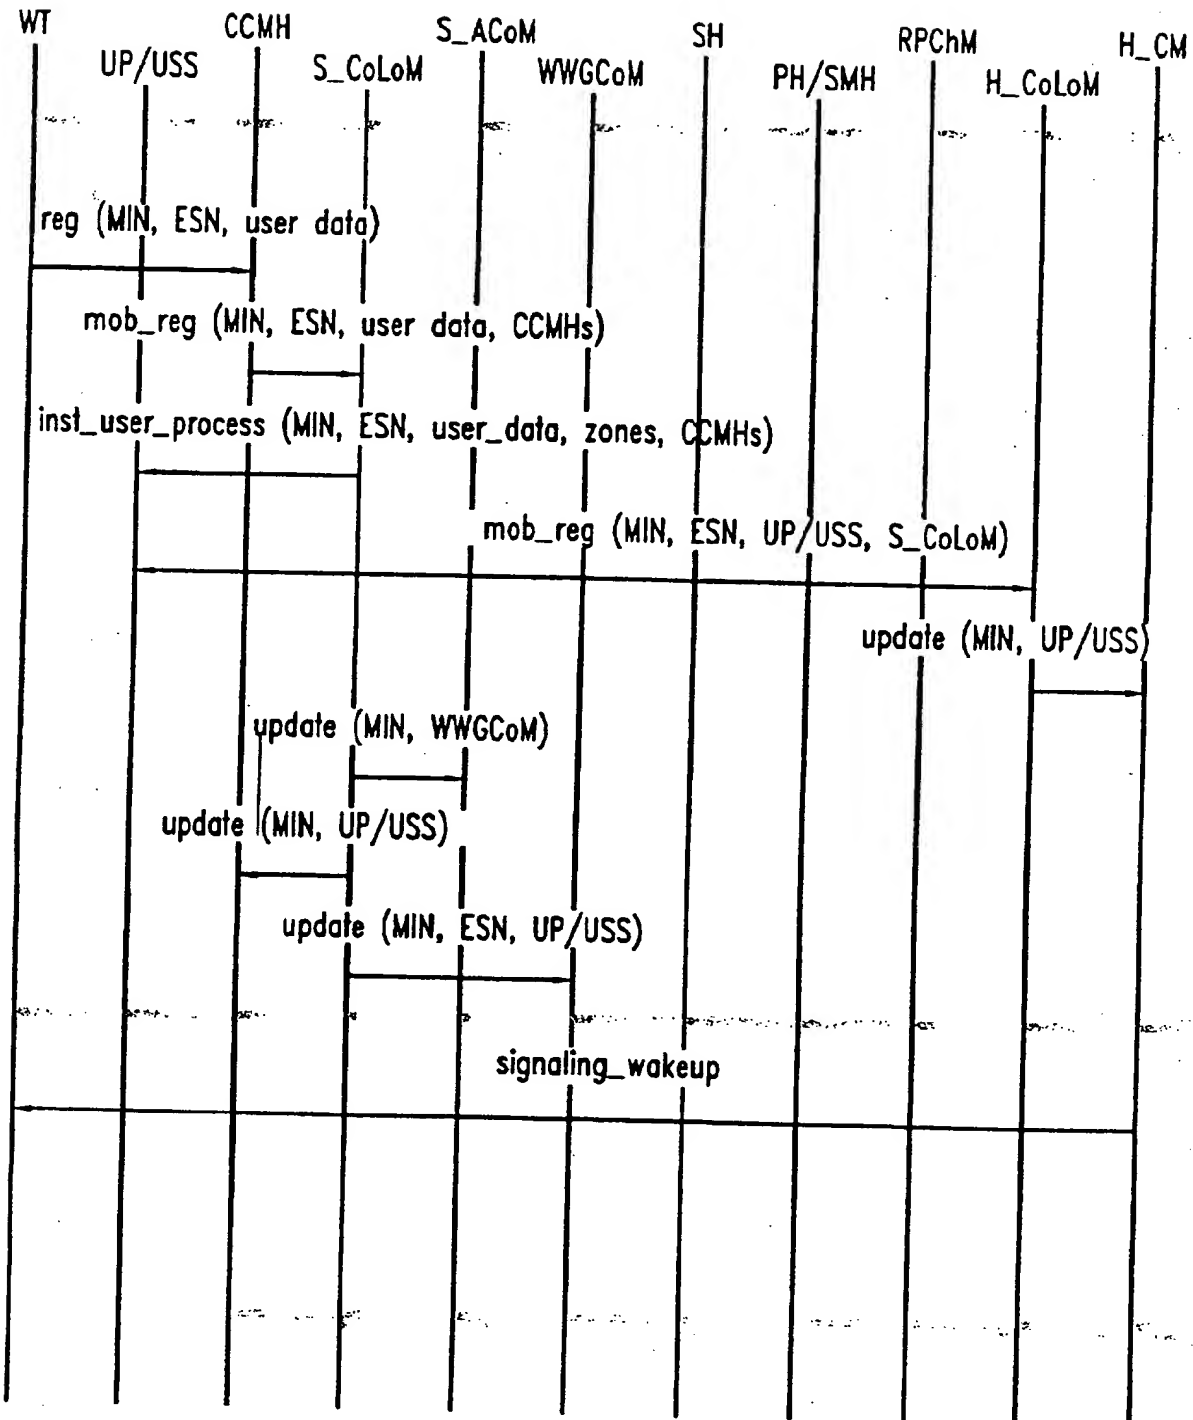 WT
CCMH
S_ACoM
SH
RPChM
H_CM
UP/USS
S_CoLoM
WWGCoM
PH/SMH
H_CoLoM
reg (MIN, ESN, user data)
mob_reg (MIN, ESN, user data, CCMHs)
inst_user_process (MIN, ESN, user_data, zones, CCMHs)
mob_reg (MIN, ESN, UP/USS, S_CoLoM)
update (MIN, UP/USS)
update (MIN, WWGCoM)
update (MIN, UP/USS)
update (MIN, ESN, UP/USS)
signaling_wakeup